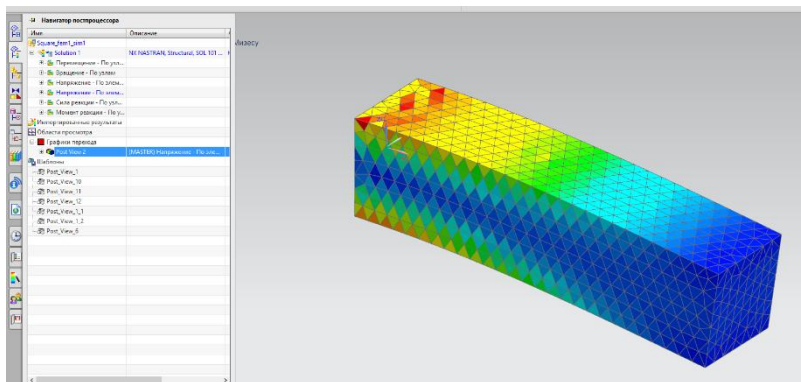 Навигатор постпроцессора
Имя Описание
Square_fem1_sim1
Solution 1 NX NASTRAN, Structural, SOL 101 ...
Перемещение - По узл...
Вращение - По узлам
Напряжение - По элем...
Напряжение - По элем...
Сила реакции - По узл...
Момент реакции - По у...
Импортированные результаты
Области просмотра
Графики перехода
Post View 2 (MASTER) Напряжение - По эле...
Шаблоны
Post_View_1
Post_View_10
Post_View_11
Post_View_12
Post_View_1_1
Post_View_1_2
Post_View_6
Мизесу